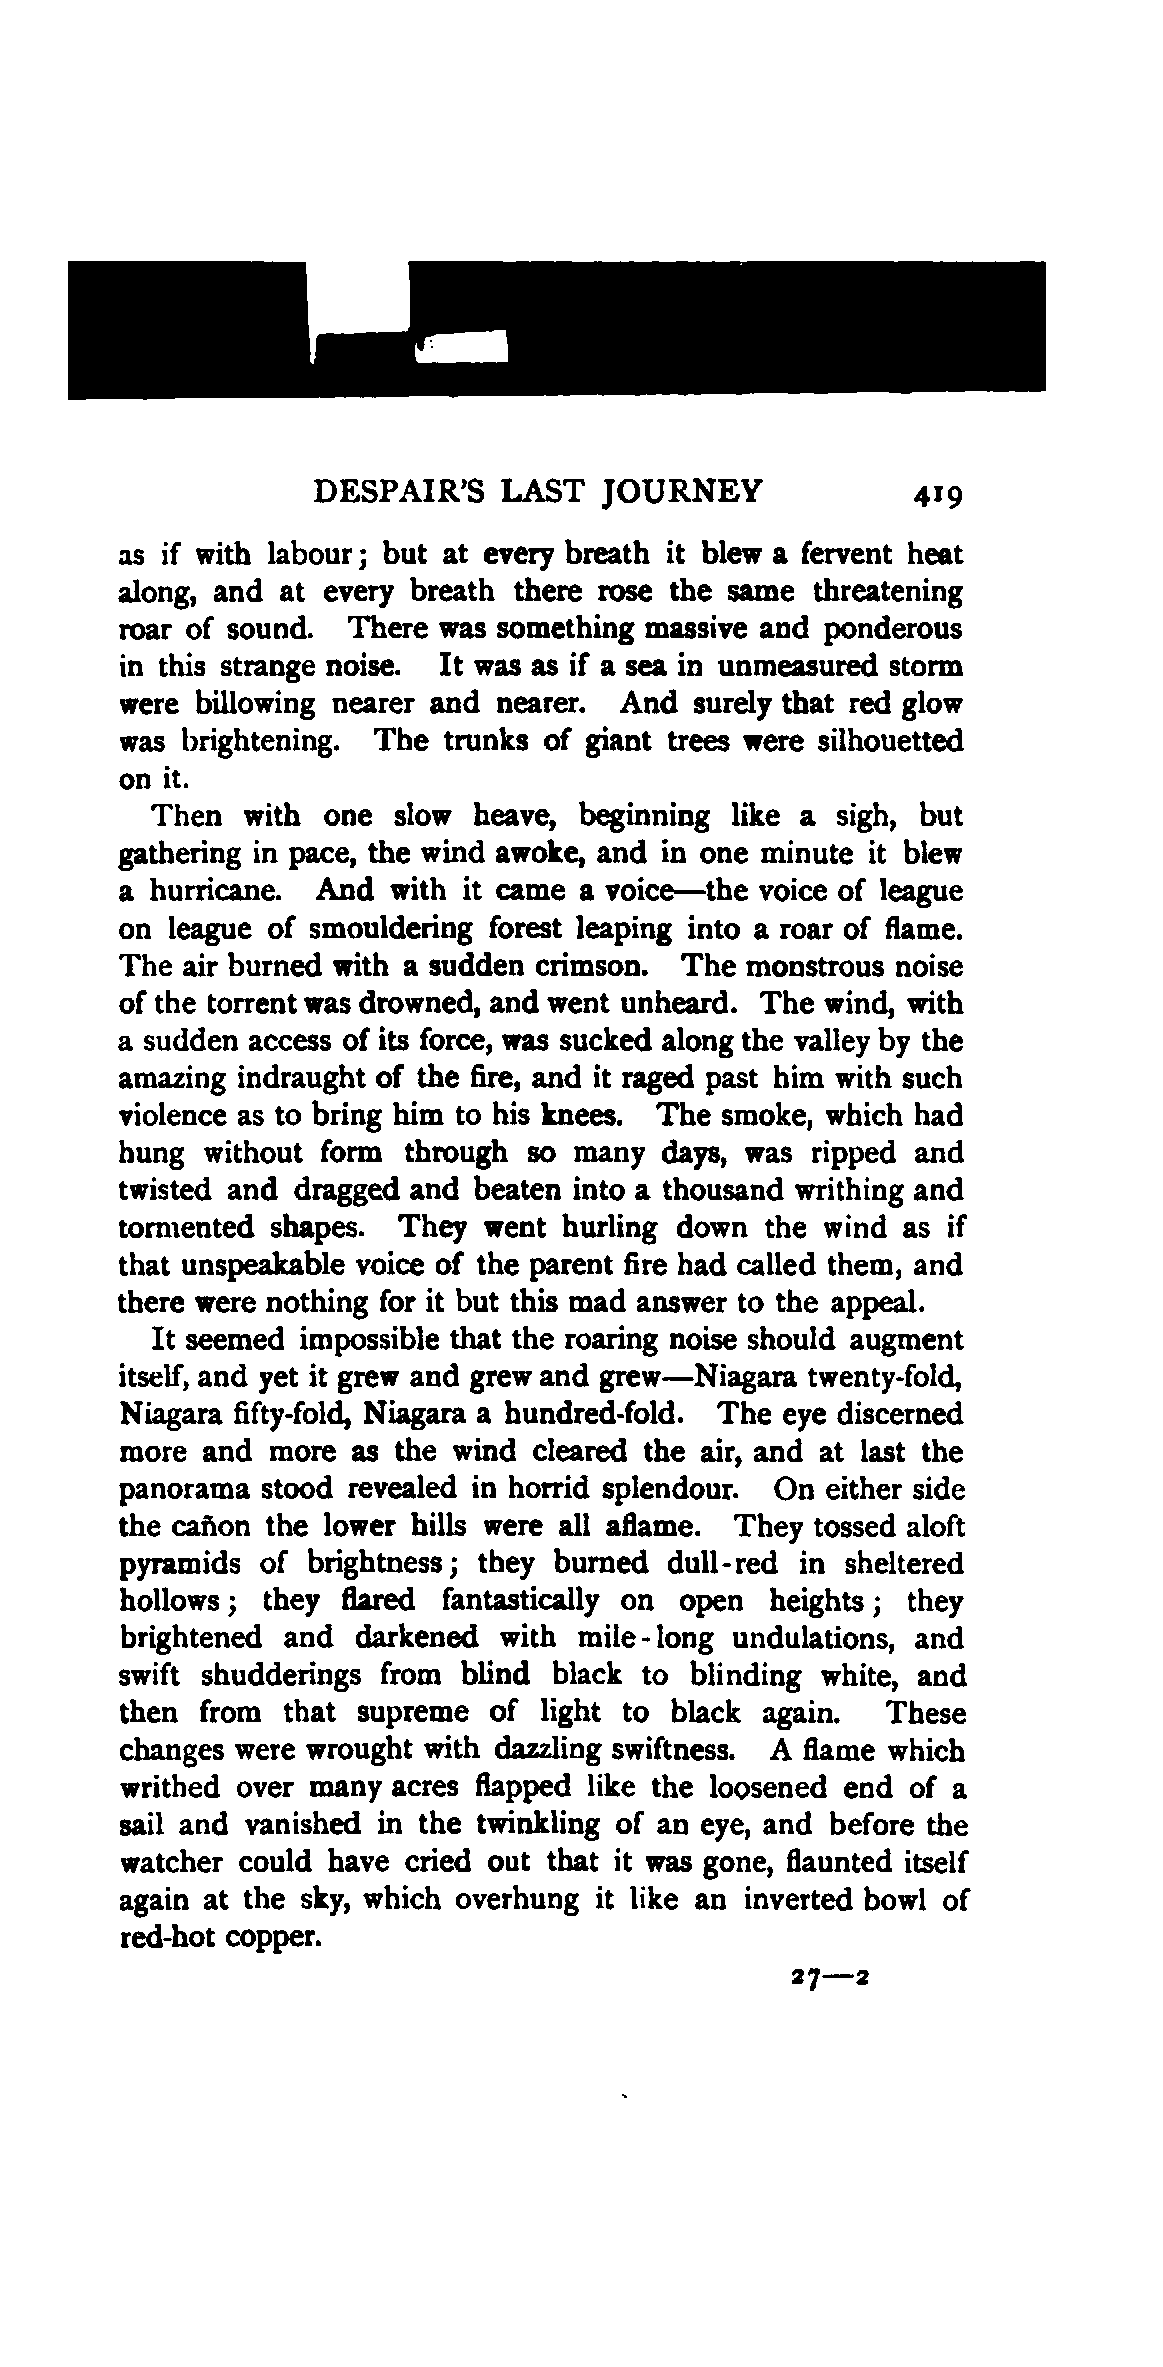 DESPAIR'S LAST JOURNEY 419
as if with labour; but at every breath it blew a fervent heat
along, and at every breath there rose the same threatening
roar of sound. There was something massive and ponderous
in this strange noise. It was as if a sea in unmeasured storm
were billowing nearer and nearer. And surely that red glow
was brightening. The trunks of giant trees were silhouetted
on it.
Then with one slow heave, beginning like a sigh, but
gathering in pace, the wind awoke, and in one minute it blew
a hurricane. And with it came a voice—the voice of league
on league of smouldering forest leaping into a roar of flame.
The air burned with a sudden crimson. The monstrous noise
of the torrent was drowned, and went unheard. The wind, with
a sudden access of its force, was sucked along the valley by the
amazing indraught of the fire, and it raged past him with such
violence as to bring him to his knees. The smoke, which had
hung without form through so many days, was ripped and
twisted and dragged and beaten into a thousand writhing and
tormented shapes. They went hurling down the wind as if
that unspeakable voice of the parent fire had called them, and
there were nothing for it but this mad answer to the appeal.
It seemed impossible that the roaring noise should augment
itself, and yet it grew and grew and grew—Niagara twenty-fold,
Niagara fifty-fold, Niagara a hundred-fold. The eye discerned
more and more as the wind cleared the air, and at last the
panorama stood revealed in horrid splendour. On either side
the cañon the lower hills were all aflame. They tossed aloft
pyramids of brightness; they burned dull-red in sheltered
hollows; they flared fantastically on open heights; they
brightened and darkened with mile-long undulations, and
swift shudderings from blind black to blinding white, and
then from that supreme of light to black again. These
changes were wrought with dazzling swiftness. A flame which
writhed over many acres flapped like the loosened end of a
sail and vanished in the twinkling of an eye, and before the
watcher could have cried out that it was gone, flaunted itself
again at the sky, which overhung it like an inverted bowl of
red-hot copper.
27—2